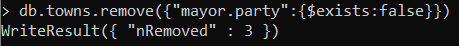 > db.towns.remove({"mayor.party":{$exists:false}})
WriteResult({ "nRemoved" : 3 })